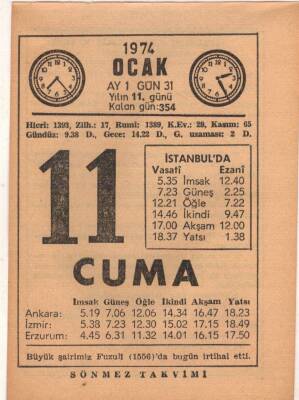 1974
OCAK
AY 1 GÜN 31
Yılın 11. günü
Kalan gün:354
Hicri: 1393, Zilh.: 17, Rumi: 1389, K.Ev.: 29, Kasım: 65
Gündüz: 9.38 D., Gece: 14.22 D., G. uzaması: 2 D.
11
İSTANBUL'DA
Vasatî Ezanî
5.35 İmsak 12.40
7.23 Güneş 2.25
12.21 Öğle 7.22
14.46 İkindi 9.47
17.00 Akşam 12.00
18.37 Yatsı 1.38
CUMA
İmsak Güneş Öğle İkindi Akşam Yatsı
Ankara: 5.19 7.06 12.06 14.34 16.47 18.23
İzmir: 5.38 7.23 12.30 15.02 17.15 18.49
Erzurum: 4.45 6.31 11.32 14.01 16.15 17.50
Büyük şairimiz Fuzulî (1556)'da bugün irtihal etti.
SÖNMEZ TAKVİMİ